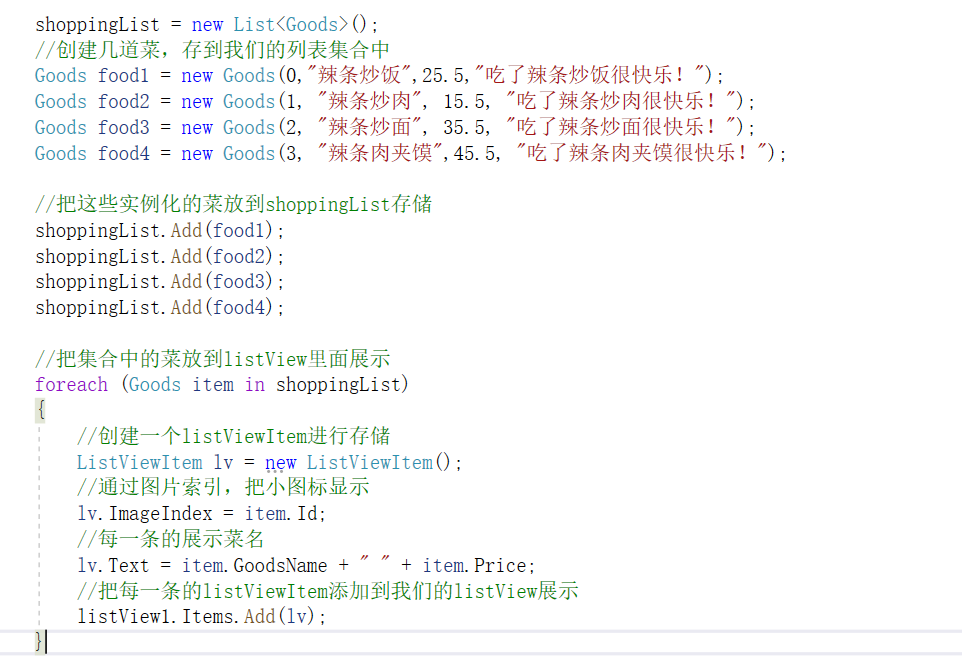 shoppingList = new List<Goods>();
//创建几道菜，存到我们的列表集合中
Goods food1 = new Goods(0,"辣条炒饭",25.5,"吃了辣条炒饭很快乐！");
Goods food2 = new Goods(1, "辣条炒肉", 15.5, "吃了辣条炒肉很快乐！");
Goods food3 = new Goods(2, "辣条炒面", 35.5, "吃了辣条炒面很快乐！");
Goods food4 = new Goods(3, "辣条肉夹馍",45.5, "吃了辣条肉夹馍很快乐！");
//把这些实例化的菜放到shoppingList存储
shoppingList.Add(food1);
shoppingList.Add(food2);
shoppingList.Add(food3);
shoppingList.Add(food4);
//把集合中的菜放到listView里面展示
foreach (Goods item in shoppingList)
{
//创建一个listViewItem进行存储
ListViewItem lv = new ListViewItem();
//通过图片索引，把小图标显示
lv.ImageIndex = item.Id;
//每一条的展示菜名
lv.Text = item.GoodsName + " " + item.Price;
//把每一条的listViewItem添加到我们的listView展示
listView1.Items.Add(lv);
}